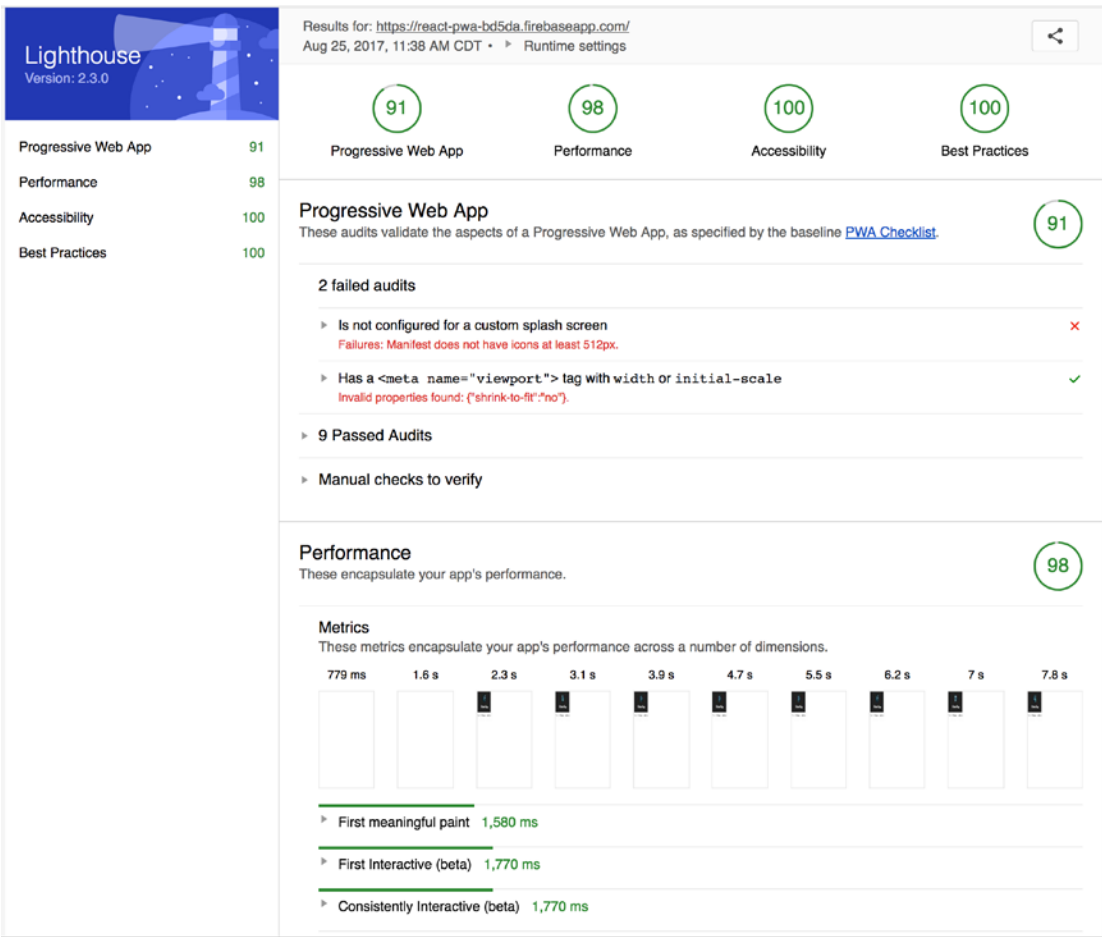 Lighthouse
Version: 2.3.0
Progressive Web App 91
Performance 98
Accessibility 100
Best Practices 100
Results for: https://react-pwa-bd5da.firebaseapp.com/
Aug 25, 2017, 11:38 AM CDT • Runtime settings
91 98 100 100
Progressive Web App Performance Accessibility Best Practices
Progressive Web App
These audits validate the aspects of a Progressive Web App, as specified by the baseline PWA Checklist.
91
2 failed audits
Is not configured for a custom splash screen
Failures: Manifest does not have icons at least 512px.
Has a <meta name="viewport"> tag with width or initial-scale
Invalid properties found: {"shrink-to-fit":"no"}.
9 Passed Audits
Manual checks to verify
Performance
These encapsulate your app's performance.
98
Metrics
These metrics encapsulate your app's performance across a number of dimensions.
779 ms 1.6 s 2.3 s 3.1 s 3.9 s 4.7 s 5.5 s 6.2 s 7 s 7.8 s
First meaningful paint 1,580 ms
First Interactive (beta) 1,770 ms
Consistently Interactive (beta) 1,770 ms